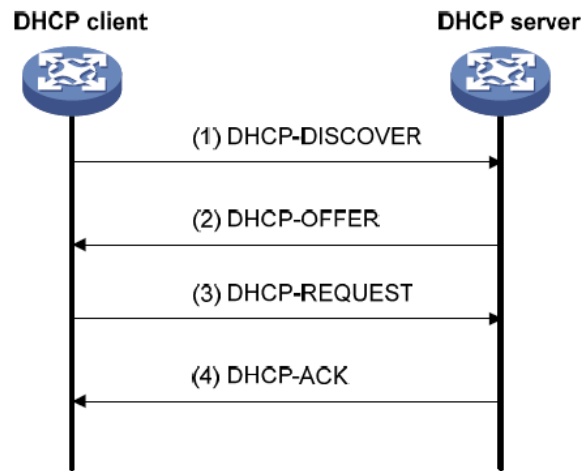 DHCP client
DHCP server
(1) DHCP-DISCOVER
(2) DHCP-OFFER
(3) DHCP-REQUEST
(4) DHCP-ACK